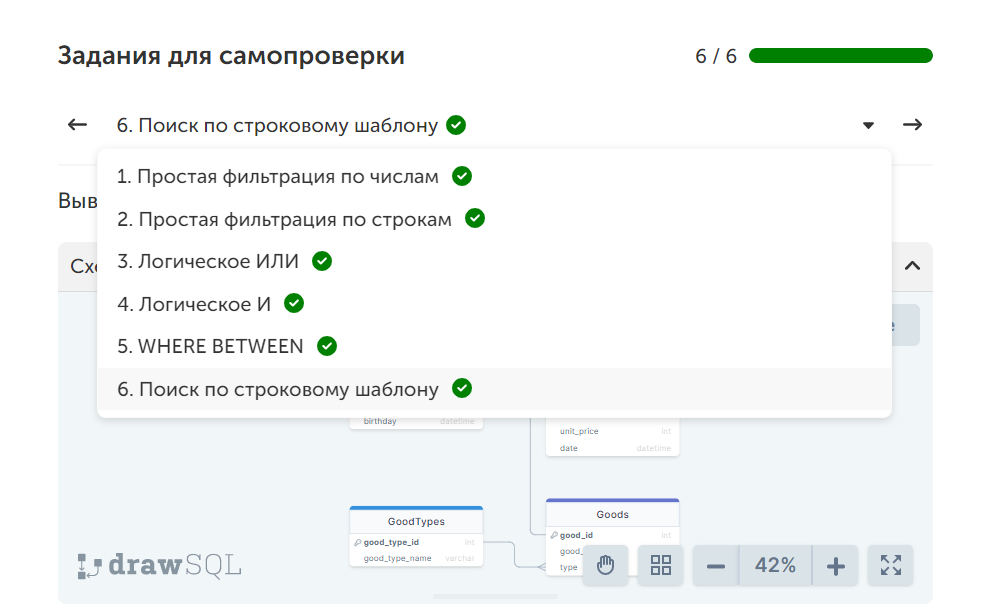 Задания для самопроверки
6 / 6
6. Поиск по строковому шаблону
1. Простая фильтрация по числам
Выв
2. Простая фильтрация по строкам
3. Логическое ИЛИ
Схе
4. Логическое И
5. WHERE BETWEEN
6. Поиск по строковому шаблону
birthday datetime
unit_price int
date datetime
GoodTypes
good_type_id int
good_type_name varchar
Goods
good_id int
good_
type
drawSQL
42%